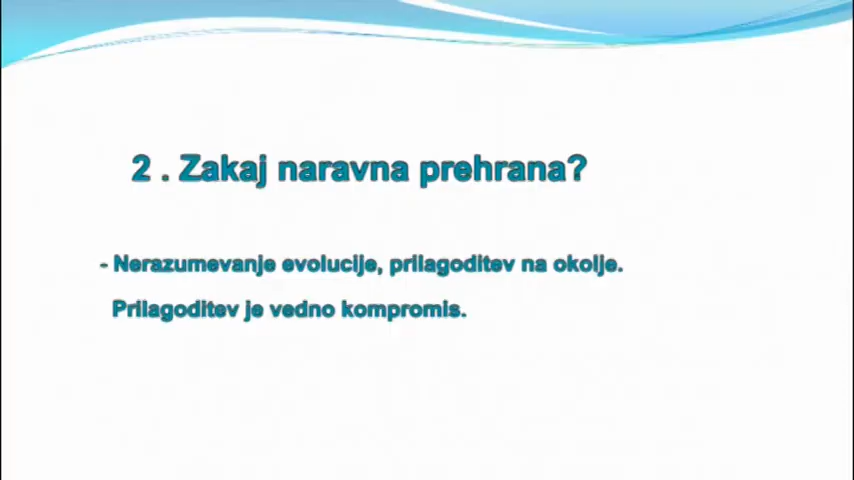 2 . Zakaj naravna prehrana?
- Nerazumevanje evolucije, prilagoditev na okolje.
Prilagoditev je vedno kompromis.